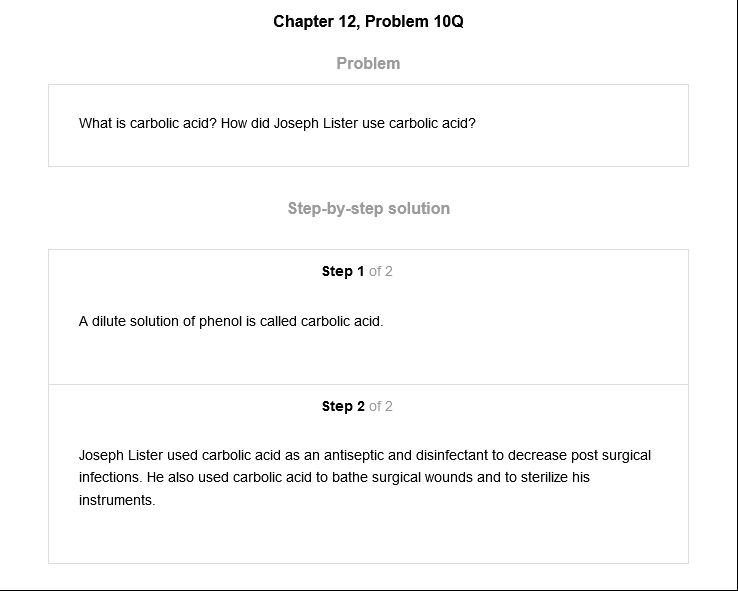 Chapter 12, Problem 10Q
Problem
What is carbolic acid? How did Joseph Lister use carbolic acid?
Step-by-step solution
Step 1 of 2
A dilute solution of phenol is called carbolic acid.
Step 2 of 2
Joseph Lister used carbolic acid as an antiseptic and disinfectant to decrease post surgical
infections. He also used carbolic acid to bathe surgical wounds and to sterilize his
instruments.